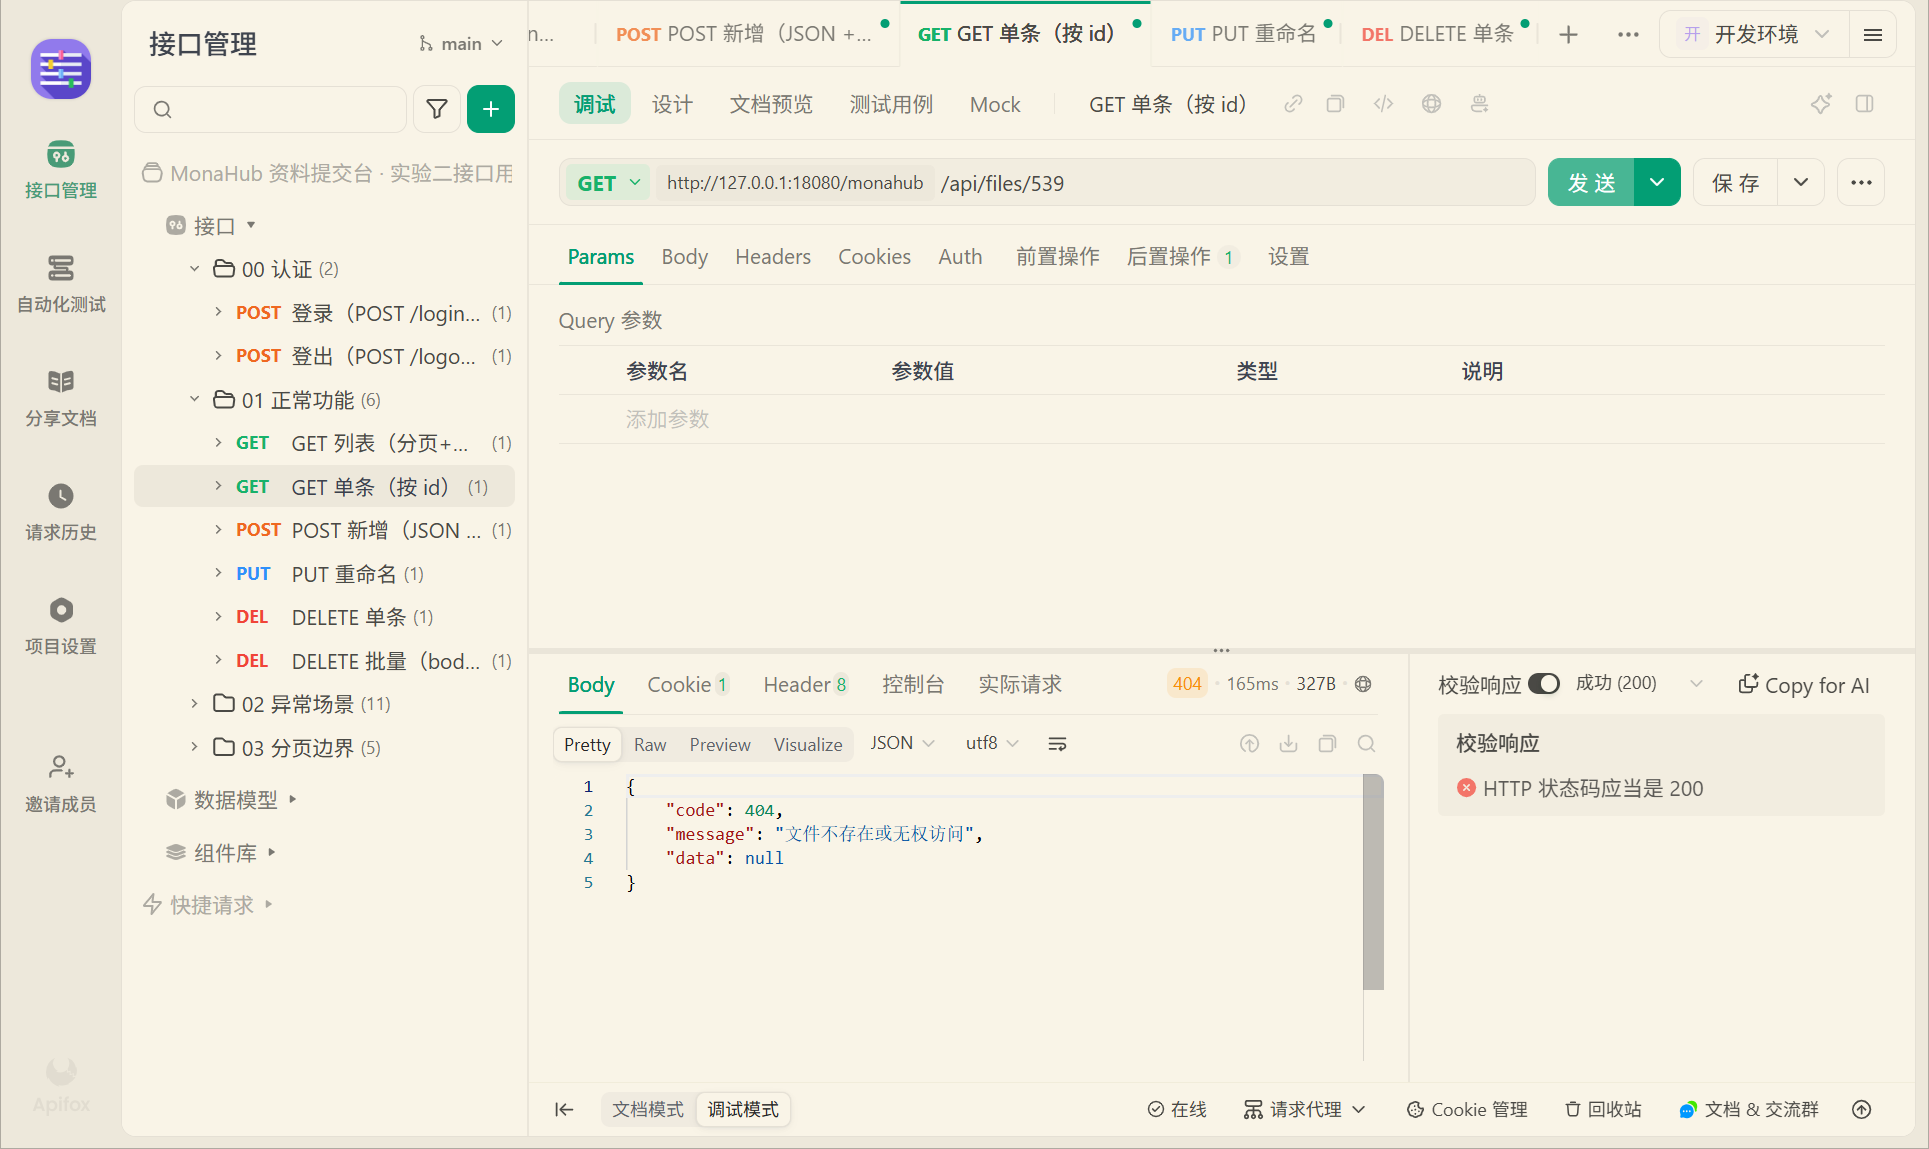 接口管理
自动化测试
分享文档
请求历史
项目设置
邀请成员
Apifox
接口管理
main
MonaHub 资料提交台 · 实验二接口用
接口
00 认证 (2)
POST 登录（POST /login... (1)
POST 登出（POST /logo... (1)
01 正常功能 (6)
GET GET 列表（分页+... (1)
GET GET 单条（按 id） (1)
POST POST 新增（JSON ... (1)
PUT PUT 重命名 (1)
DEL DELETE 单条 (1)
DEL DELETE 批量（bod... (1)
02 异常场景 (11)
03 分页边界 (5)
数据模型
组件库
快捷请求
n...
POST POST 新增（JSON +...
GET GET 单条（按 id）
PUT PUT 重命名
DEL DELETE 单条
开 开发环境
调试 设计 文档预览 测试用例 Mock GET 单条（按 id）
GET http://127.0.0.1:18080/monahub /api/files/539 发 送 保 存
Params Body Headers Cookies Auth 前置操作 后置操作 1 设置
Query 参数
参数名 参数值 类型 说明
添加参数
Body Cookie 1 Header 8 控制台 实际请求 404 · 165ms · 327B
Pretty Raw Preview Visualize JSON utf8
1 {
2 "code": 404,
3 "message": "文件不存在或无权访问",
4 "data": null
5 }
校验响应 成功 (200) Copy for AI
校验响应
HTTP 状态码应当是 200
文档模式 调试模式 在线 请求代理 Cookie 管理 回收站 文档 & 交流群